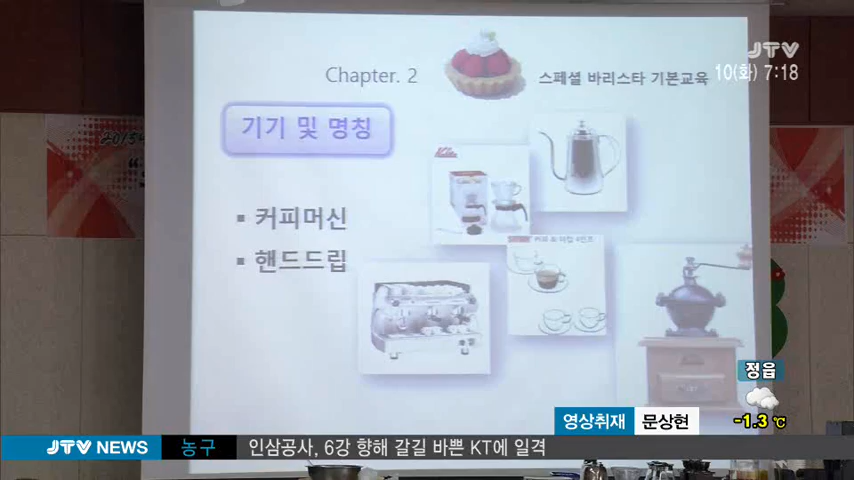 JTV
10(화) 7:18
Chapter. 2
스페셜 바리스타 기본교육
기기 및 명칭
커피머신
핸드드립
Kalita
정읍
-1.3 ℃
영상취재 문상현
JTV NEWS
농구
인삼공사, 6강 향해 갈길 바쁜 KT에 일격